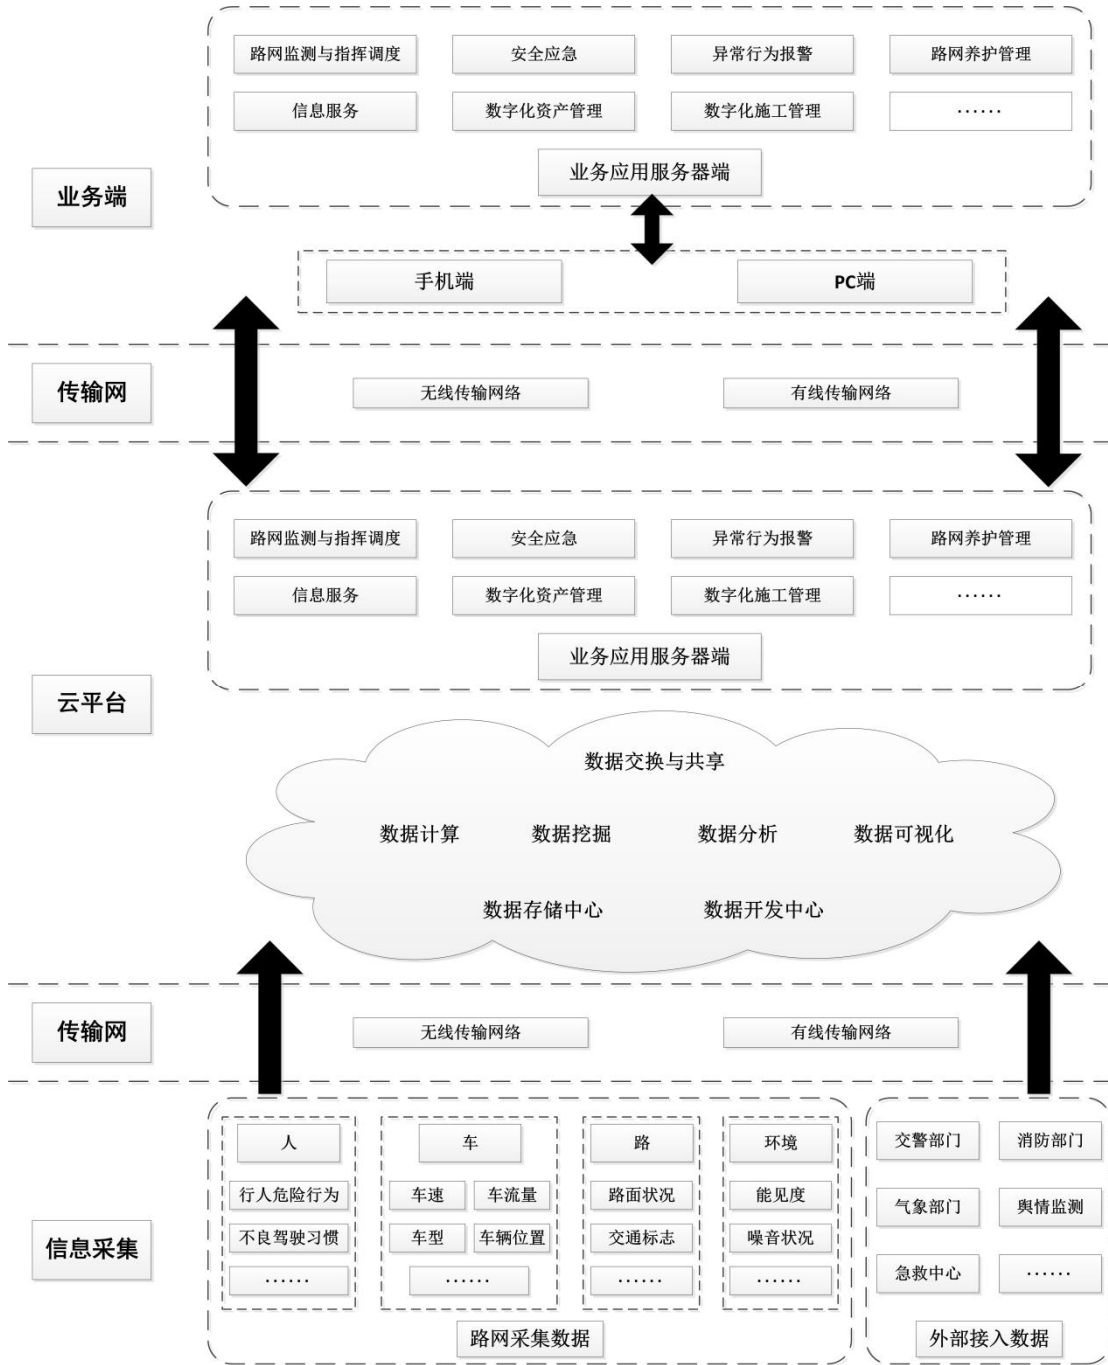 路网监测与指挥调度 安全应急 异常行为报警 路网养护管理
信息服务 数字化资产管理 数字化施工管理 ······
业务应用服务器端
业务端
手机端 PC端
传输网 无线传输网络 有线传输网络
路网监测与指挥调度 安全应急 异常行为报警 路网养护管理
信息服务 数字化资产管理 数字化施工管理 ······
业务应用服务器端
云平台
数据交换与共享
数据计算 数据挖掘 数据分析 数据可视化
数据存储中心 数据开发中心
传输网 无线传输网络 有线传输网络
人 车 路 环境 交警部门 消防部门
行人危险行为 车速 车流量 路面状况 能见度 气象部门 舆情监测
不良驾驶习惯 车型 车辆位置 交通标志 噪音状况
信息采集
······ ······ ······ ······ 急救中心 ······
路网采集数据 外部接入数据